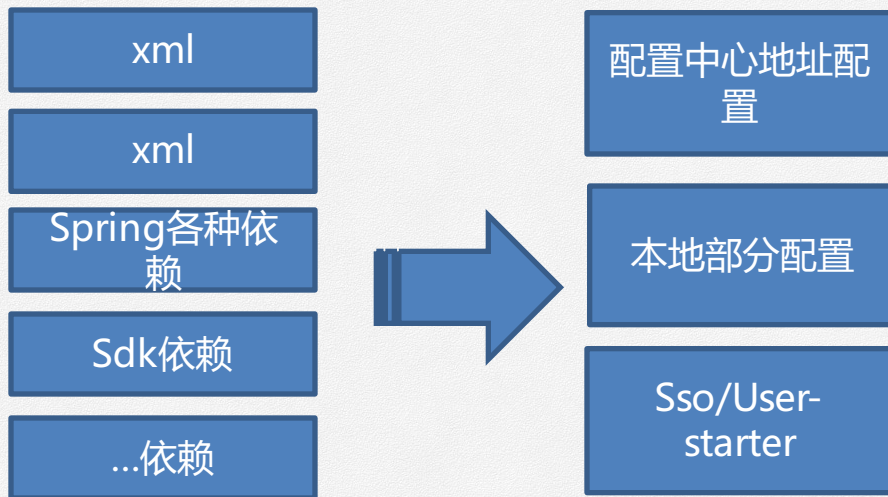 xml
xml
Spring各种依
赖
Sdk依赖
...依赖
配置中心地址配
置
本地部分配置
Sso/User-
starter